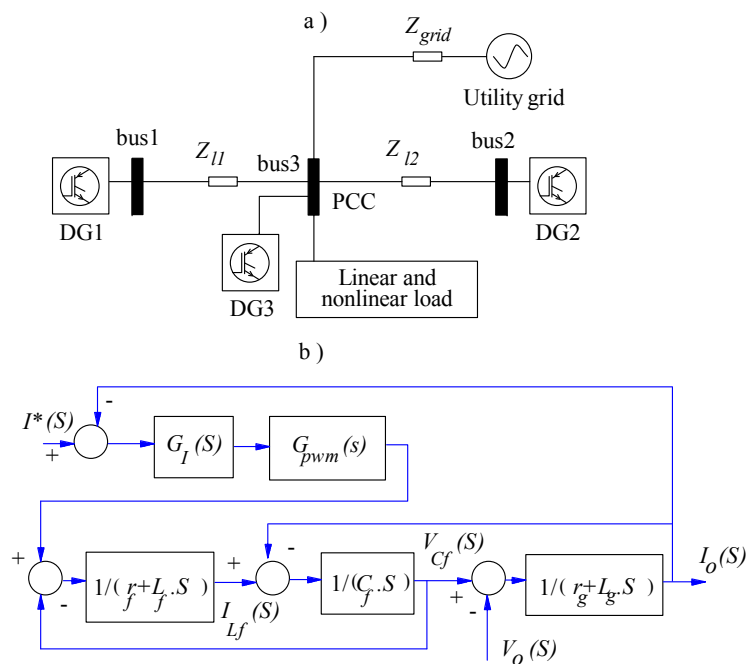 a )
Z_grid
Utility grid
bus1
Z_l1
bus3
Z_l2
bus2
PCC
DG1
DG3
DG2
Linear and
nonlinear load
b )
I*(S)
-
+
G_I(S)
G_pwm(s)
+
-
1/(r_f+L_f.S)
+
I_Lf(S)
-
1/(C_f.S)
V_Cf(S)
+
-
1/(r_g+L_g.S)
I_o(S)
V_o(S)